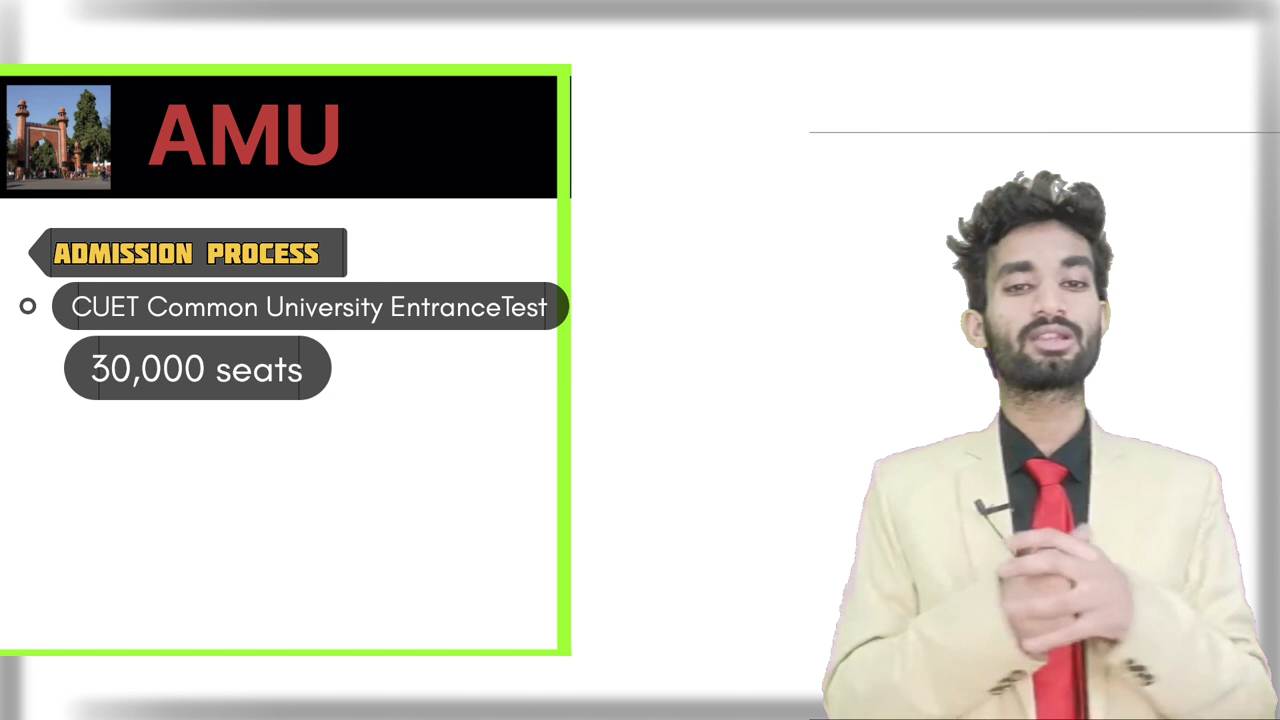 AMU
ADMISSION PROCESS
CUET Common University EntranceTest
30,000 seats